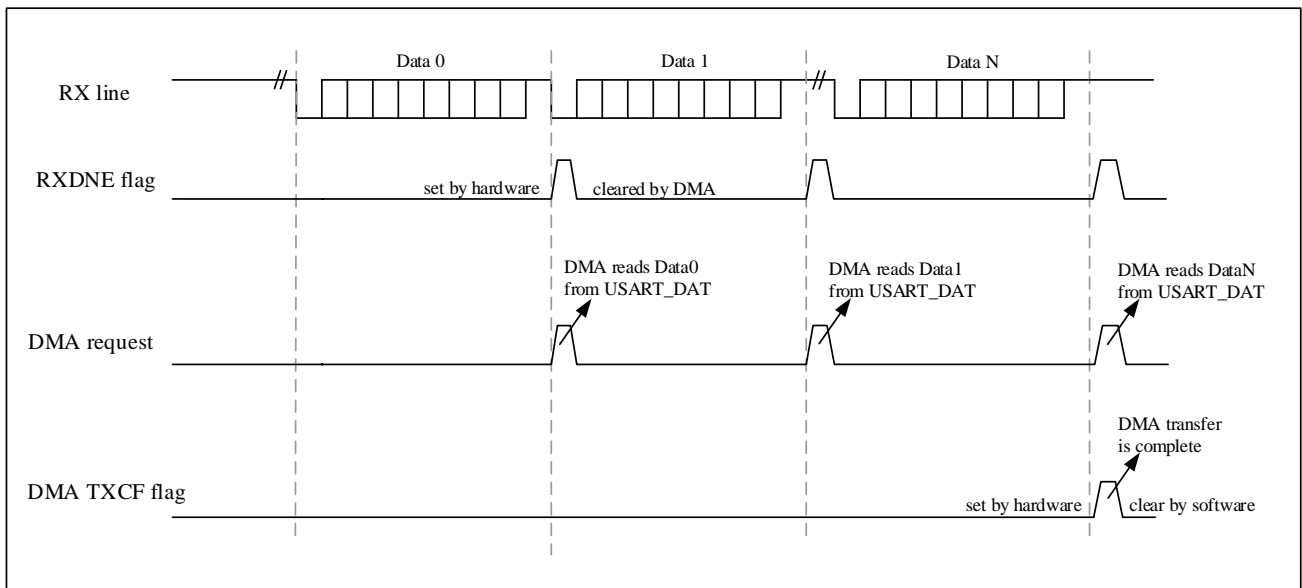 Data 0
Data 1
Data N
RX line
RXDNE flag
set by hardware
cleared by DMA
DMA reads Data0
from USART_DAT
DMA reads Data1
from USART_DAT
DMA reads DataN
from USART_DAT
DMA request
DMA transfer
is complete
DMA TXCF flag
set by hardware
clear by software